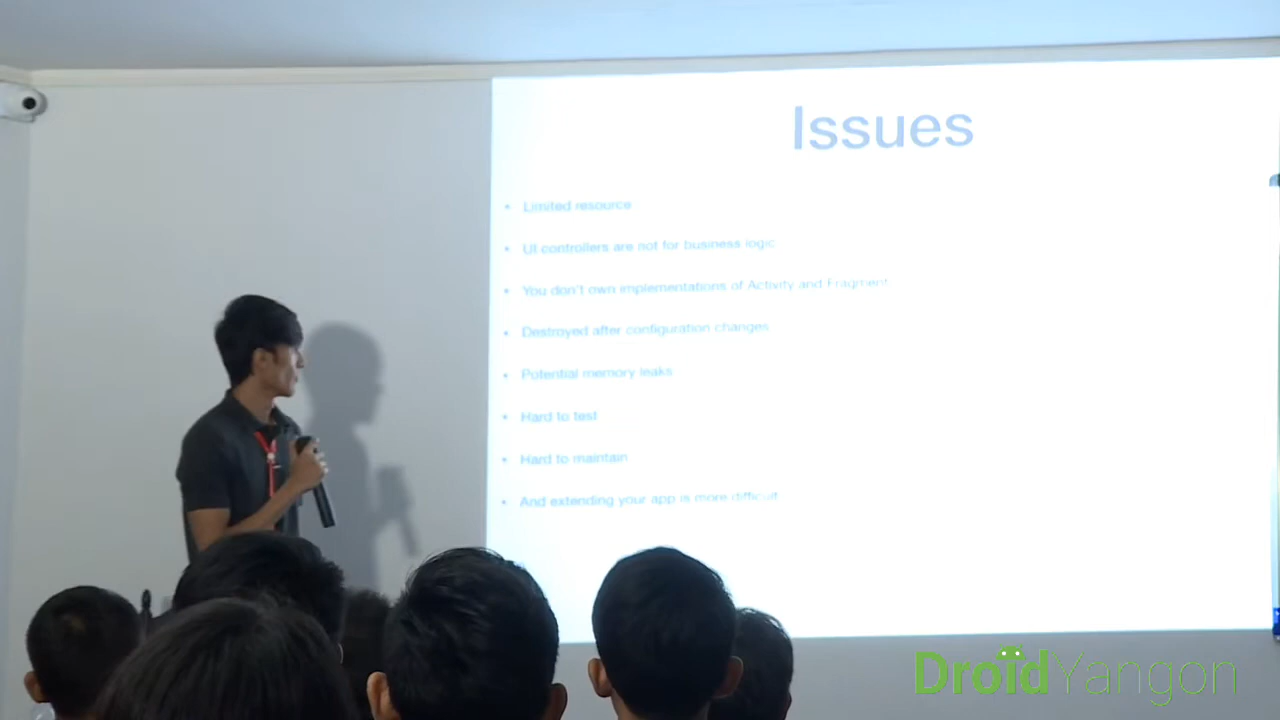 Issues
• Limited resource
• UI controllers are not for business logic
• You don't own implementations of Activity and Fragment
• Destroyed after configuration changes
• Potential memory leaks
• Hard to test
• Hard to maintain
• And extending your app is more difficult
DroidYangon